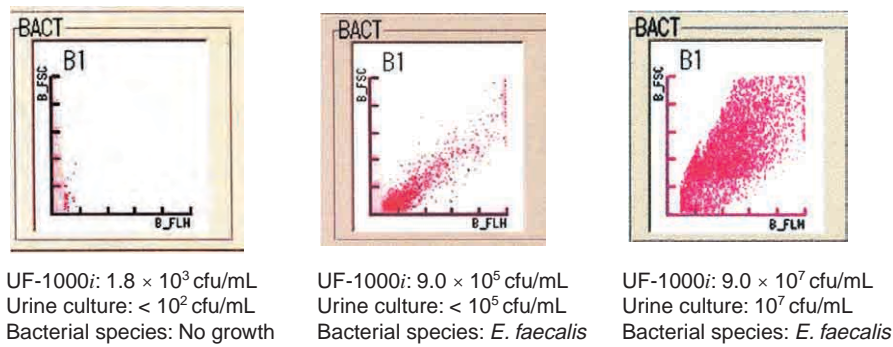 BACT
B1
B_FSC
B_FLH
BACT
B1
B_FSC
B_FLH
BACT
B1
B_FSC
B_FLH
UF-1000i: 1.8 × 10³ cfu/mL
Urine culture: < 10² cfu/mL
Bacterial species: No growth
UF-1000i: 9.0 × 10⁵ cfu/mL
Urine culture: < 10⁵ cfu/mL
Bacterial species: E. faecalis
UF-1000i: 9.0 × 10⁷ cfu/mL
Urine culture: 10⁷ cfu/mL
Bacterial species: E. faecalis